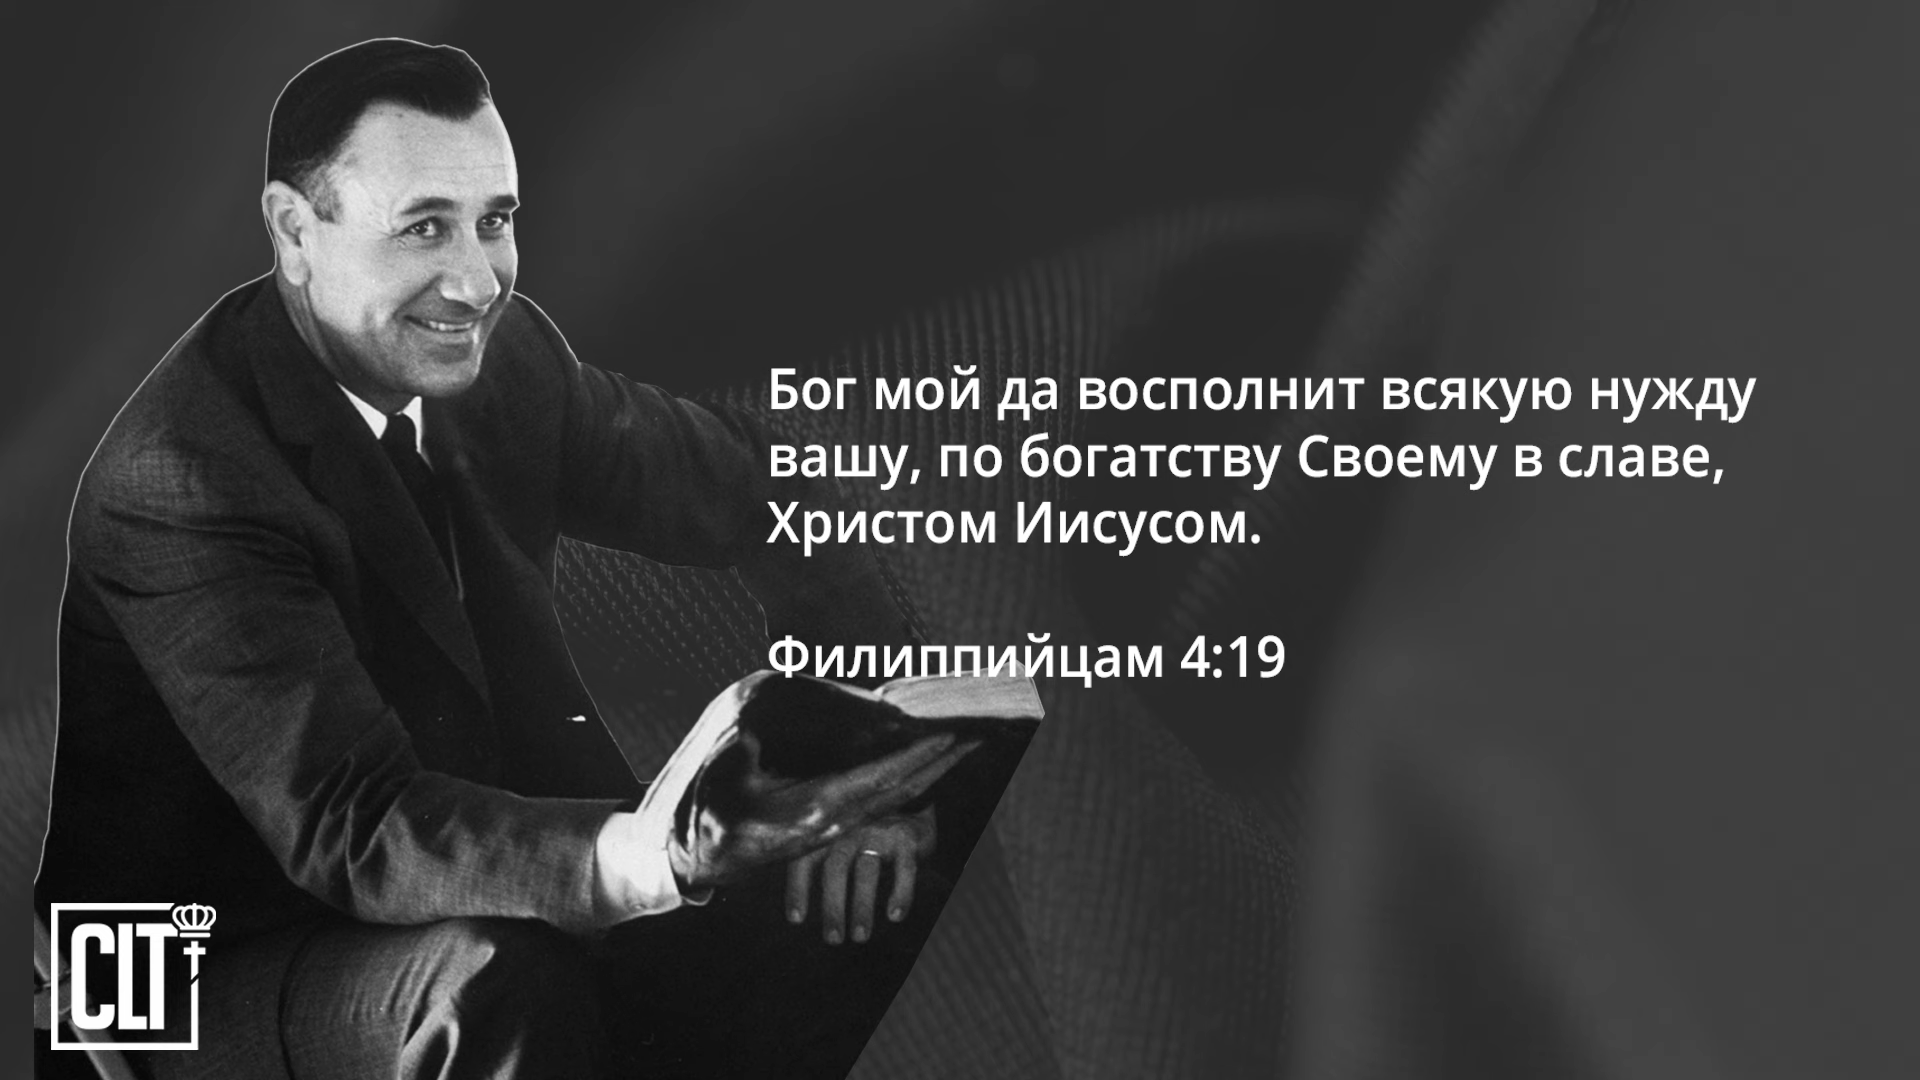 Бог мой да восполнит всякую нужду
вашу, по богатству Своему в славе,
Христом Иисусом.
Филиппийцам 4:19
CLT